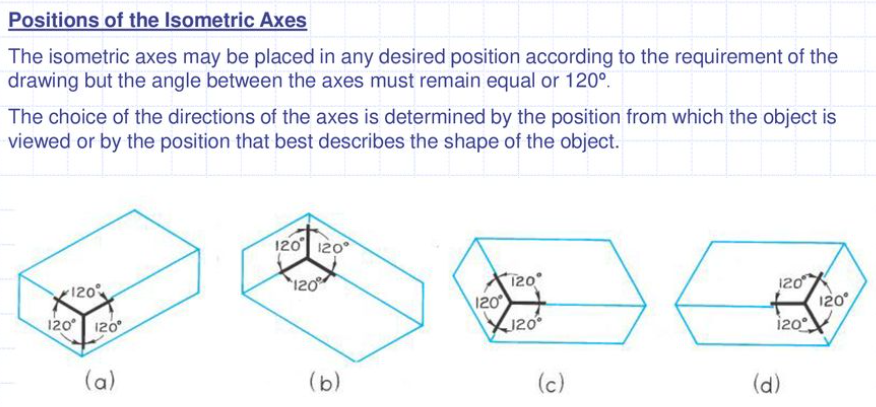 Positions of the Isometric Axes
The isometric axes may be placed in any desired position according to the requirement of the
drawing but the angle between the axes must remain equal or 120º.
The choice of the directions of the axes is determined by the position from which the object is
viewed or by the position that best describes the shape of the object.
120° 120° 120°
120° 120° 120°
120° 120° 120°
120° 120° 120°
(a) (b) (c) (d)